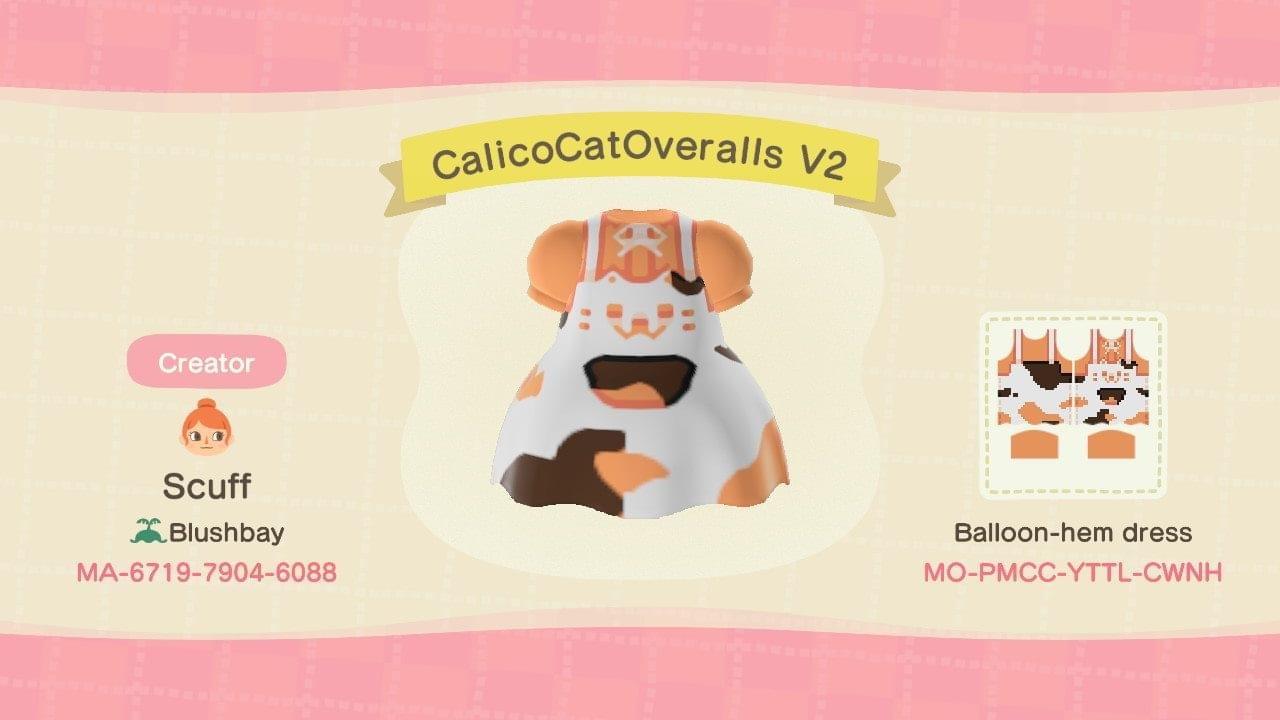 CalicoCatOveralls V2
Creator
Scuff
Blushbay
MA-6719-7904-6088
Balloon-hem dress
MO-PMCC-YTTL-CWNH